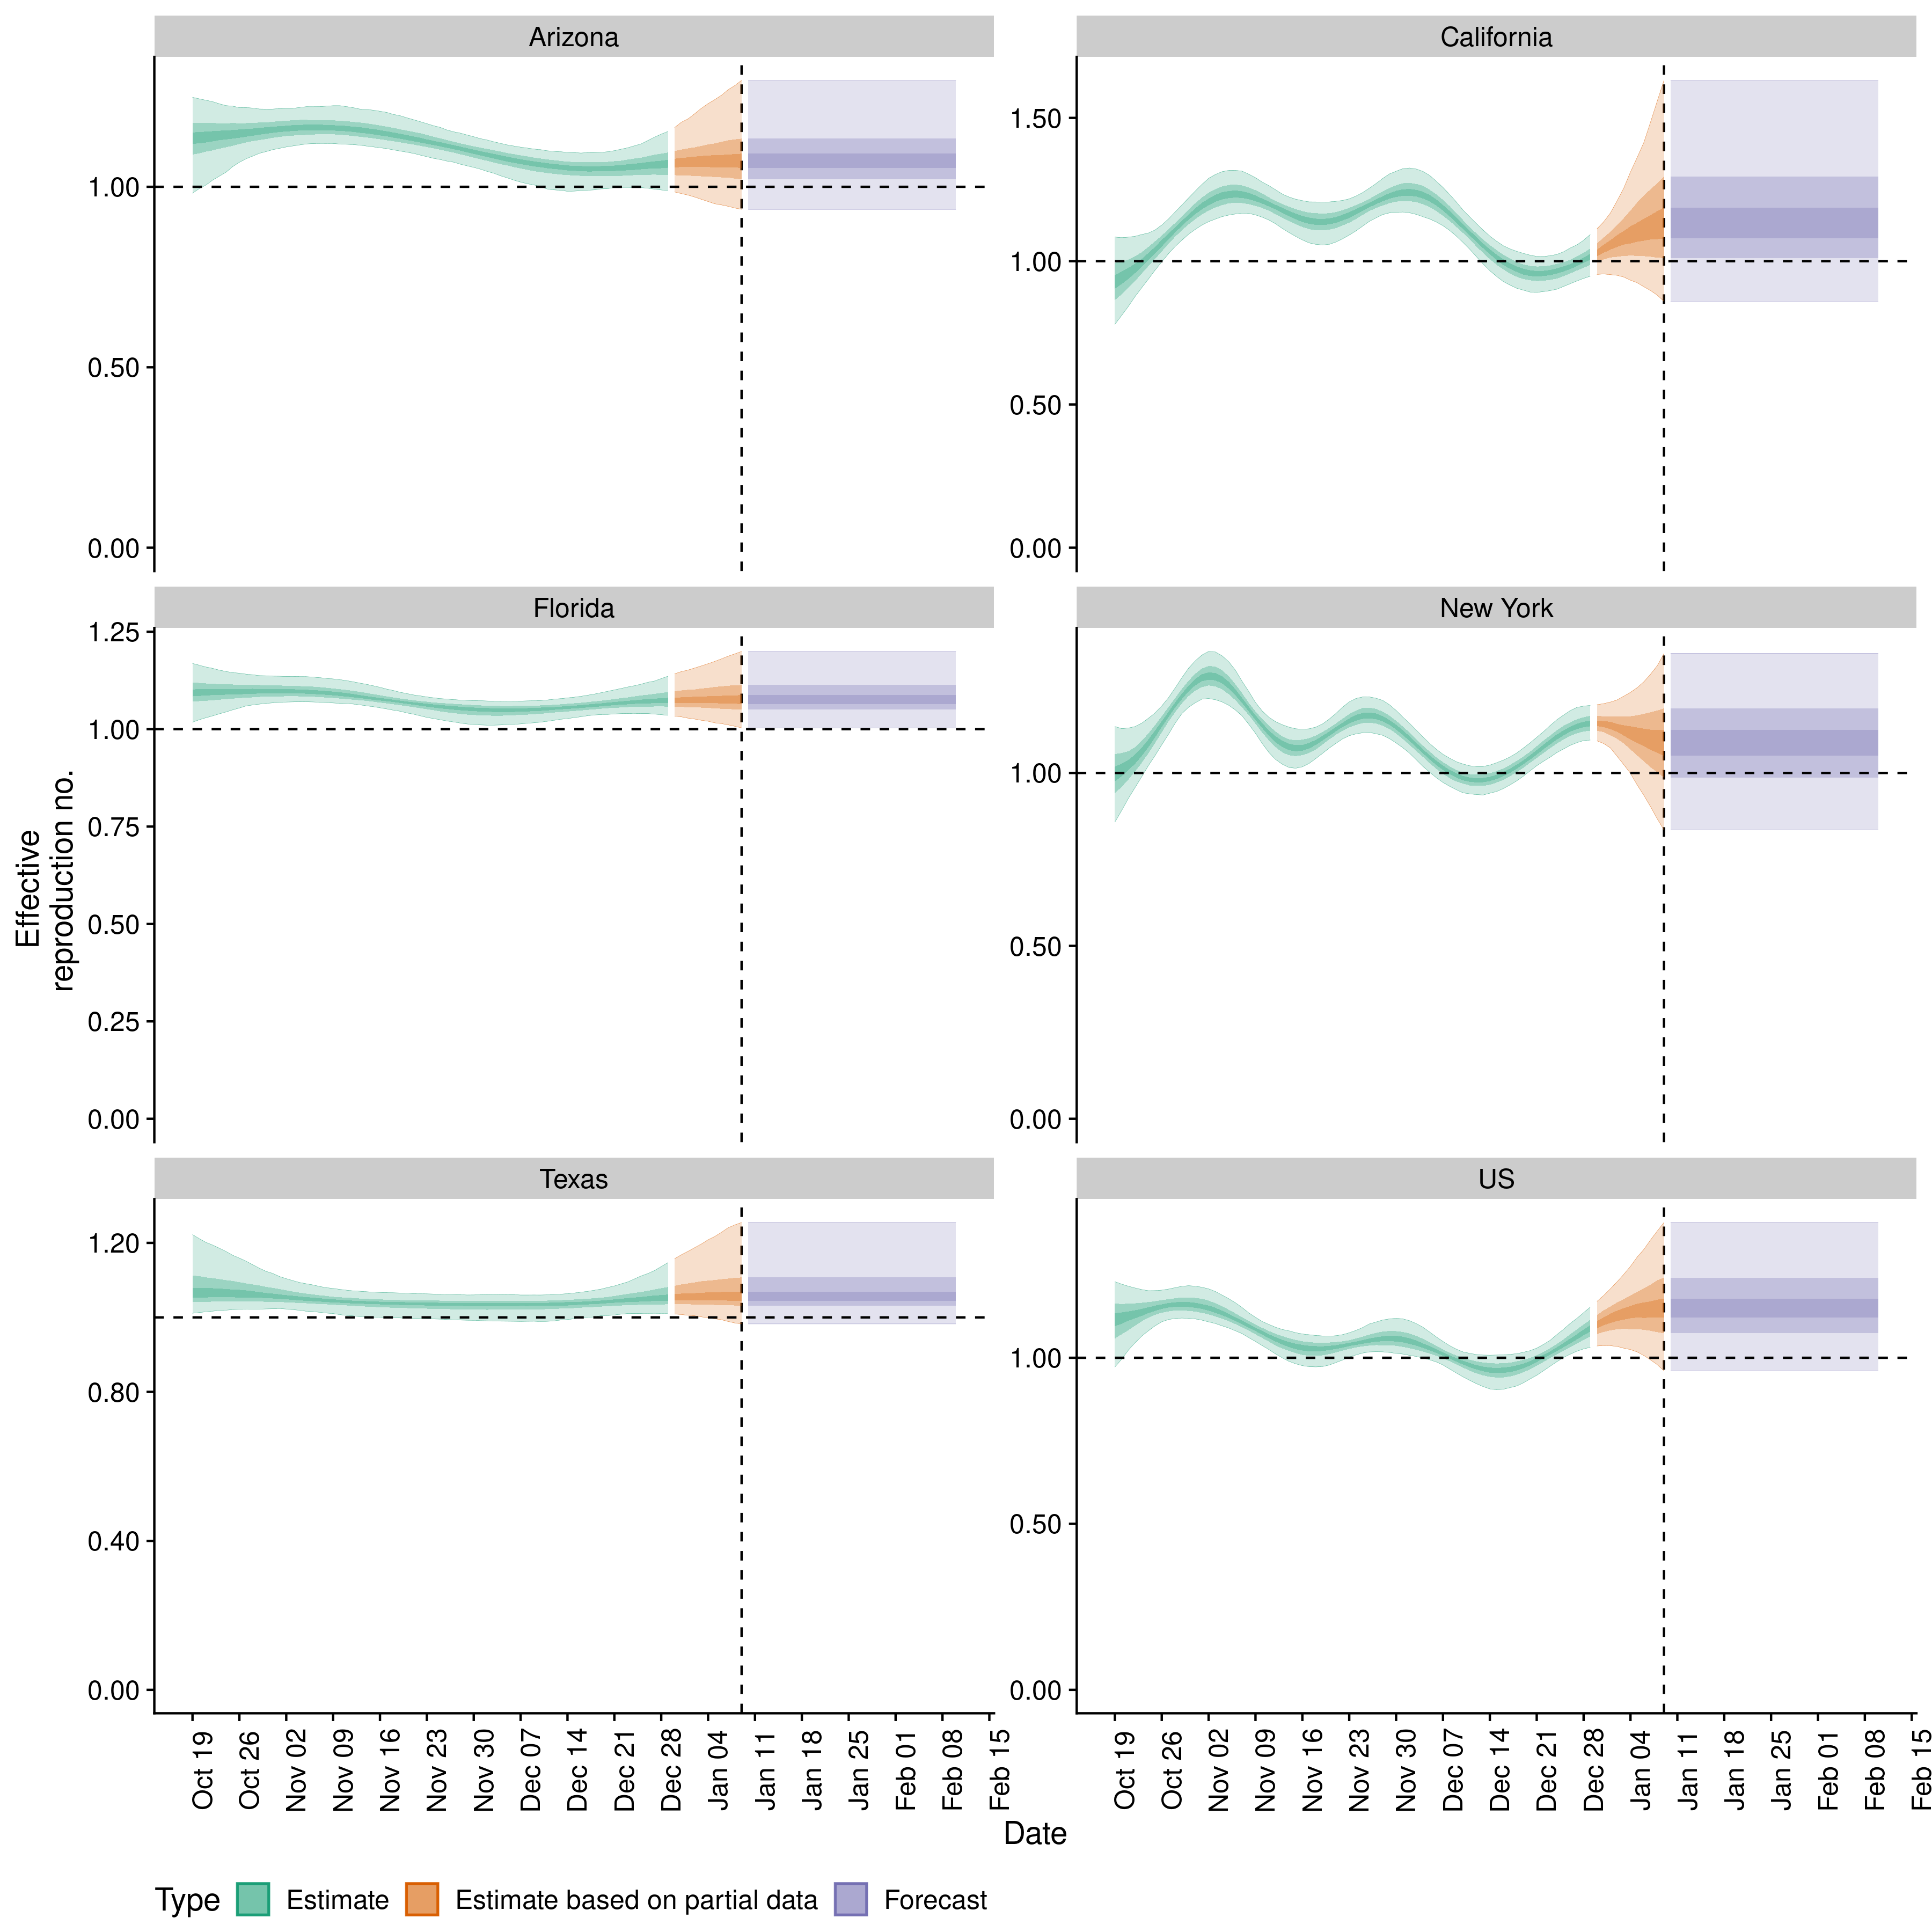 Arizona
California
1.00
0.50
0.00
1.50
1.00
0.50
0.00
Florida
New York
1.25
1.00
0.75
0.50
0.25
0.00
1.00
0.50
0.00
Effective
reproduction no.
Texas
US
1.20
0.80
0.40
0.00
1.00
0.50
0.00
Oct 19
Oct 26
Nov 02
Nov 09
Nov 16
Nov 23
Nov 30
Dec 07
Dec 14
Dec 21
Dec 28
Jan 04
Jan 11
Jan 18
Jan 25
Feb 01
Feb 08
Feb 15
Oct 19
Oct 26
Nov 02
Nov 09
Nov 16
Nov 23
Nov 30
Dec 07
Dec 14
Dec 21
Dec 28
Jan 04
Jan 11
Jan 18
Jan 25
Feb 01
Feb 08
Feb 15
Date
Type Estimate Estimate based on partial data Forecast